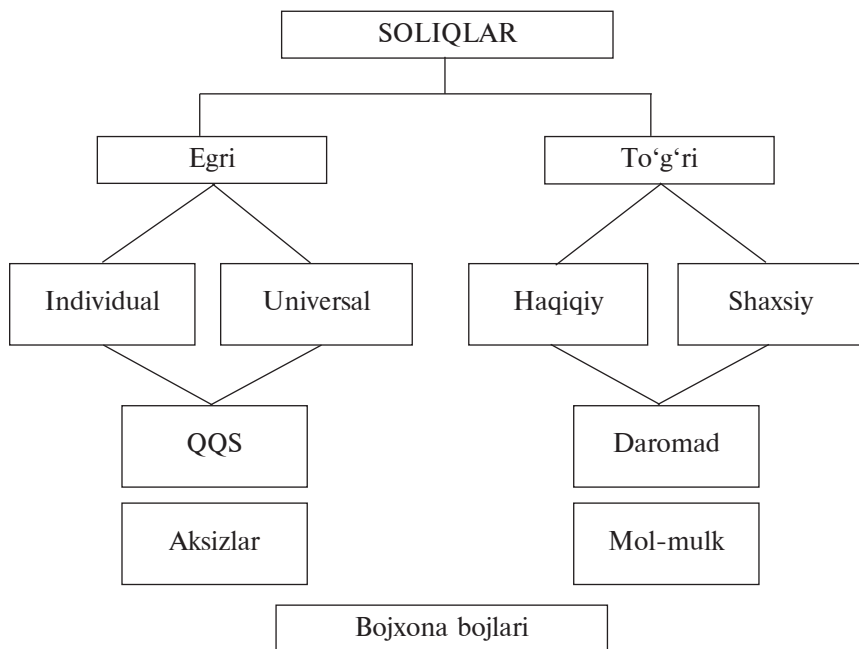 SOLIQLAR
Egri
To‘g‘ri
Individual
Universal
Haqiqiy
Shaxsiy
QQS
Daromad
Aksizlar
Mol-mulk
Bojxona bojlari